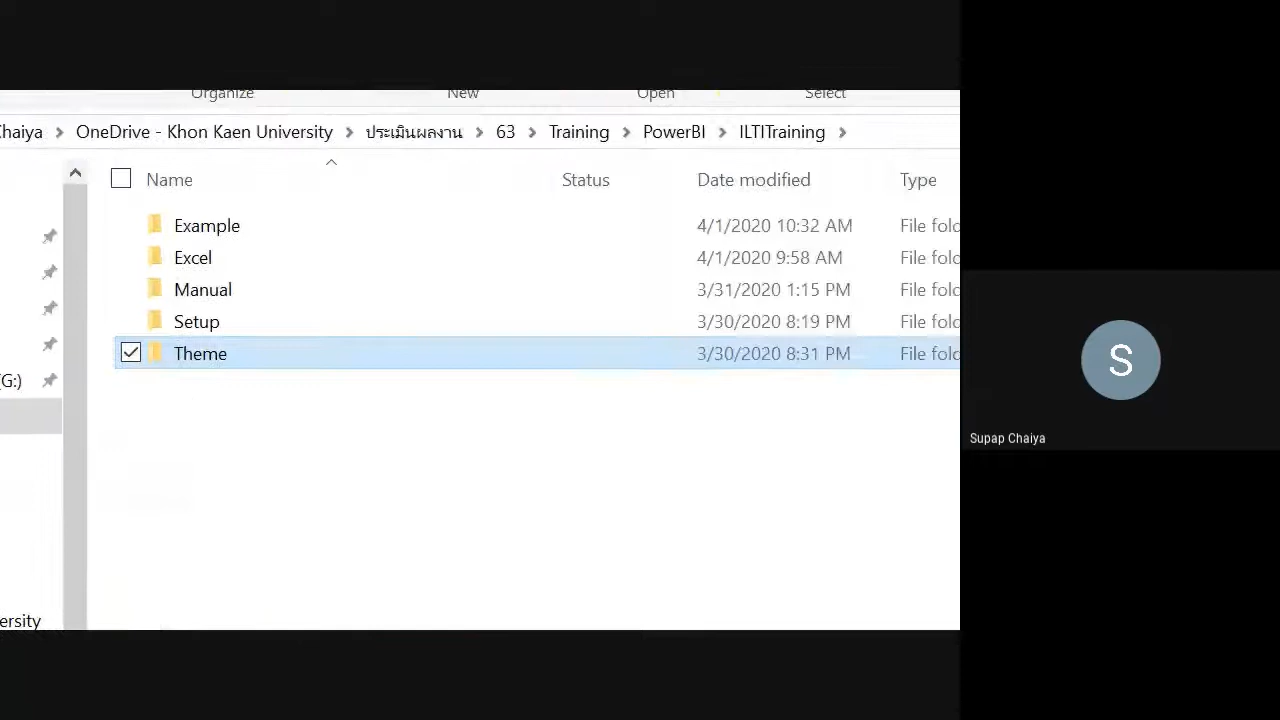 Organize New Open Select
Chaiya > OneDrive - Khon Kaen University > ประเมินผลงาน > 63 > Training > PowerBI > ILTITraining >
Name Status Date modified Type
Example 4/1/2020 10:32 AM File fold
Excel 4/1/2020 9:58 AM File fold
Manual 3/31/2020 1:15 PM File fold
Setup 3/30/2020 8:19 PM File fold
Theme 3/30/2020 8:31 PM File fold
(G:)
ersity
S
Supap Chaiya